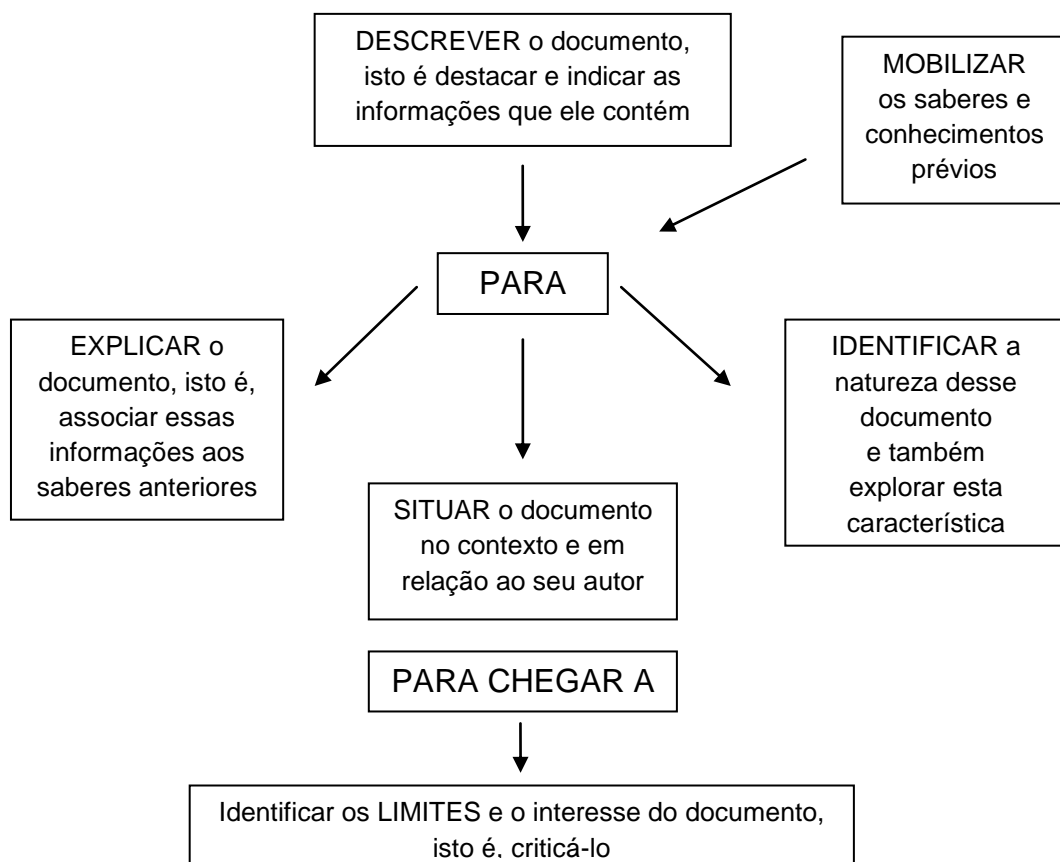 DESCREVER o documento,
isto é destacar e indicar as
informações que ele contém
MOBILIZAR
os saberes e
conhecimentos
prévios
PARA
EXPLICAR o
documento, isto é,
associar essas
informações aos
saberes anteriores
IDENTIFICAR a
natureza desse
documento
e também
explorar esta
característica
SITUAR o documento
no contexto e em
relação ao seu autor
PARA CHEGAR A
Identificar os LIMITES e o interesse do documento,
isto é, criticá-lo